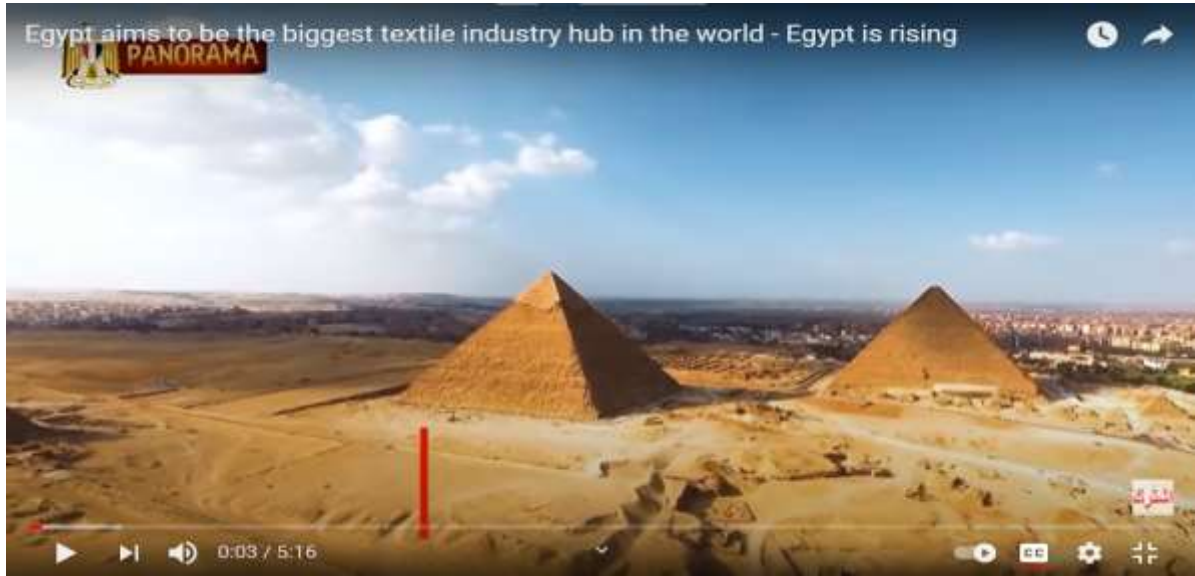 Egypt aims to be the biggest textile industry hub in the world - Egypt is rising
PANORAMA
اشترك
0:03 / 5:16
CC